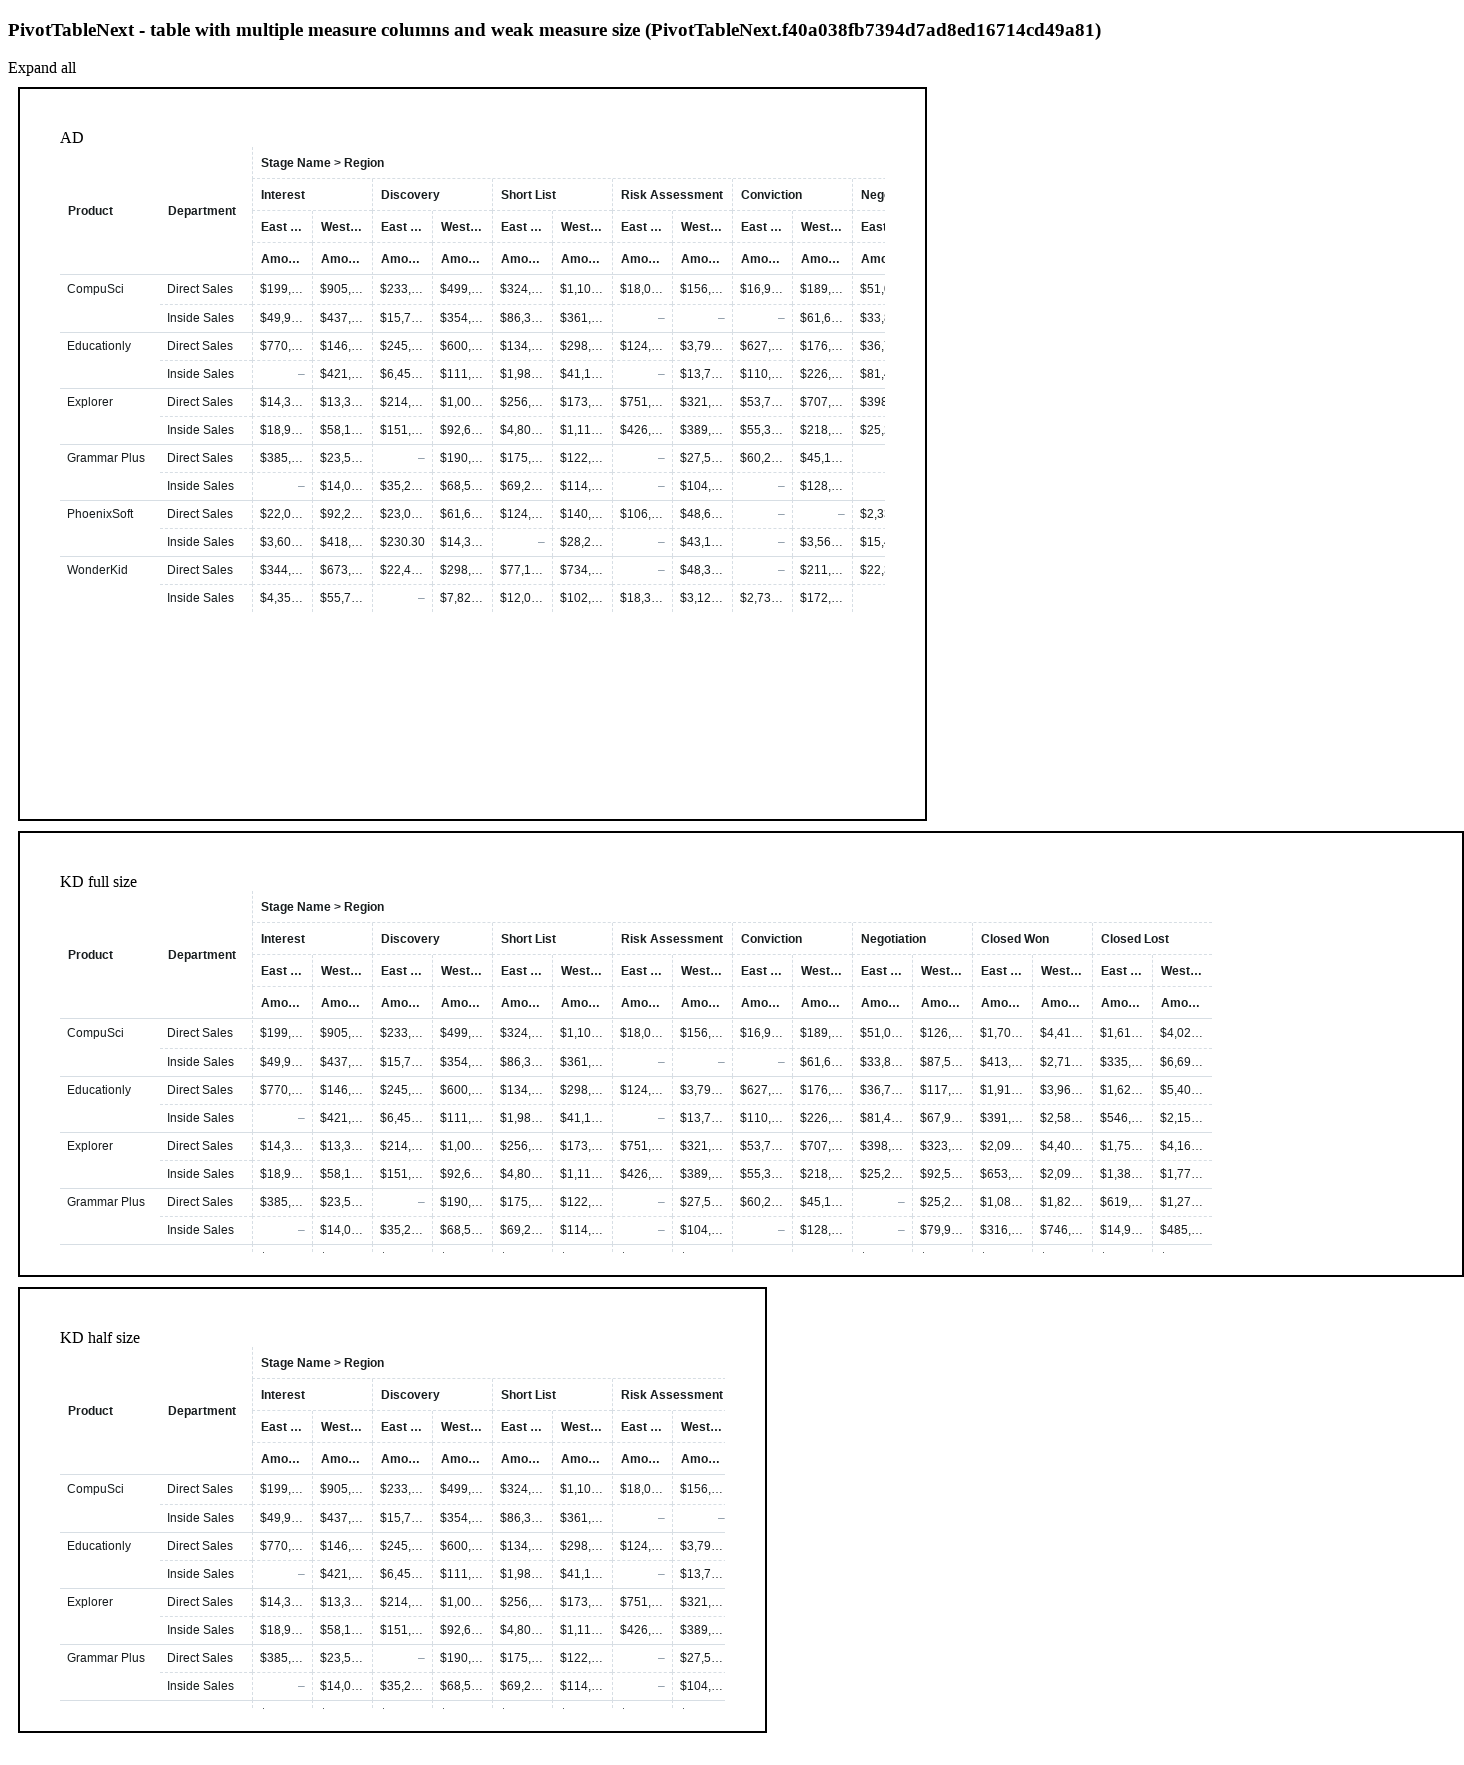 PivotTableNext - table with multiple measure columns and weak measure size (PivotTableNext.f40a038fb7394d7ad8ed16714cd49a81)
Expand all
AD
Stage Name > Region
Interest Discovery Short List Risk Assessment Conviction
Product Department
East ... West... East ... West... East ... West... East ... West... East ... West... East
Amo... Amo... Amo... Amo... Amo... Amo... Amo... Amo... Amo... Amo...
CompuSci Direct Sales $199,... $905,... $233,... $499,... $324,... $1,10... $18,0... $156,... $16,9... $189,...
Inside Sales $49,9... $437,... $15,7... $354,... $86,3... $361,... – – – $61,6... $33,
Educationly Direct Sales $770,... $146,... $245,... $600,... $134,... $298,... $124,... $3,79... $627,... $176,... $36,
Inside Sales – $421,... $6,45... $111,... $1,98... $41,1... – $13,7... $110,... $226,... $81,
Explorer Direct Sales $14,3... $13,3... $214,... $1,00... $256,... $173,... $751,... $321,... $53,7... $707,... $398
Inside Sales $18,9... $58,1... $151,... $92,6... $4,80... $1,11... $426,... $389,... $55,3... $218,... $25,
Grammar Plus Direct Sales $385,... $23,5... – $190,... $175,... $122,... – $27,5... $60,2... $45,1...
Inside Sales – $14,0... $35,2... $68,5... $69,2... $114,... – $104,... – $128,...
PhoenixSoft Direct Sales $22,0... $92,2... $23,0... $61,6... $124,... $140,... $106,... $48,6... – – $2,3
Inside Sales $3,60... $418,... $230.30 $14,3... – $28,2... – $43,1... – $3,56... $15,
WonderKid Direct Sales $344,... $673,... $22,4... $298,... $77,1... $734,... – $48,3... – $211,... $22,
Inside Sales $4,35... $55,7... – $7,82... $12,0... $102,... $18,3... $3,12... $2,73... $172,...
KD full size
Stage Name > Region
Interest Discovery Short List Risk Assessment Conviction Negotiation Closed Won Closed Lost
Product Department
East ... West... East ... West... East ... West... East ... West... East ... West... East ... West... East ... West... East ... West...
Amo... Amo... Amo... Amo... Amo... Amo... Amo... Amo... Amo... Amo... Amo... Amo... Amo... Amo... Amo... Amo...
CompuSci Direct Sales $199,... $905,... $233,... $499,... $324,... $1,10... $18,0... $156,... $16,9... $189,... $51,0... $126,... $1,70... $4,41... $1,61... $4,02...
Inside Sales $49,9... $437,... $15,7... $354,... $86,3... $361,... – – – $61,6... $33,8... $87,5... $413,... $2,71... $335,... $6,69...
Educationly Direct Sales $770,... $146,... $245,... $600,... $134,... $298,... $124,... $3,79... $627,... $176,... $36,7... $117,... $1,91... $3,96... $1,62... $5,40...
Inside Sales – $421,... $6,45... $111,... $1,98... $41,1... – $13,7... $110,... $226,... $81,4... $67,9... $391,... $2,58... $546,... $2,15...
Explorer Direct Sales $14,3... $13,3... $214,... $1,00... $256,... $173,... $751,... $321,... $53,7... $707,... $398,... $323,... $2,09... $4,40... $1,75... $4,16...
Inside Sales $18,9... $58,1... $151,... $92,6... $4,80... $1,11... $426,... $389,... $55,3... $218,... $25,2... $92,5... $653,... $2,09... $1,38... $1,77...
Grammar Plus Direct Sales $385,... $23,5... – $190,... $175,... $122,... – $27,5... $60,2... $45,1... – $25,2... $1,08... $1,82... $619,... $1,27...
Inside Sales – $14,0... $35,2... $68,5... $69,2... $114,... – $104,... – $128,... – $79,9... $316,... $746,... $14,9... $485,...
KD half size
Stage Name > Region
Interest Discovery Short List Risk Assessment
Product Department
East ... West... East ... West... East ... West... East ... West...
Amo... Amo... Amo... Amo... Amo... Amo... Amo... Amo...
CompuSci Direct Sales $199,... $905,... $233,... $499,... $324,... $1,10... $18,0... $156,...
Inside Sales $49,9... $437,... $15,7... $354,... $86,3... $361,... – –
Educationly Direct Sales $770,... $146,... $245,... $600,... $134,... $298,... $124,... $3,79...
Inside Sales – $421,... $6,45... $111,... $1,98... $41,1... – $13,7...
Explorer Direct Sales $14,3... $13,3... $214,... $1,00... $256,... $173,... $751,... $321,...
Inside Sales $18,9... $58,1... $151,... $92,6... $4,80... $1,11... $426,... $389,...
Grammar Plus Direct Sales $385,... $23,5... – $190,... $175,... $122,... – $27,5...
Inside Sales – $14,0... $35,2... $68,5... $69,2... $114,... – $104,...